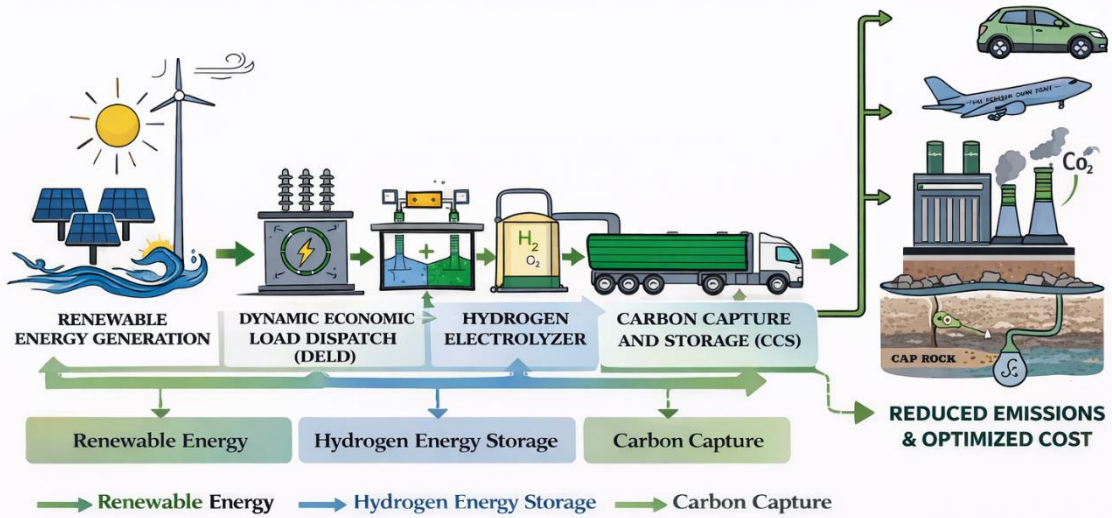 Co₂
H₂
O₂
RENEWABLE
ENERGY GENERATION
DYNAMIC ECONOMIC
LOAD DISPATCH
(DELD)
HYDROGEN
ELECTROLYZER
CARBON CAPTURE
AND STORAGE (CCS)
CAP ROCK
REDUCED EMISSIONS
& OPTIMIZED COST
Renewable Energy
Hydrogen Energy Storage
Carbon Capture
Renewable Energy
Hydrogen Energy Storage
Carbon Capture